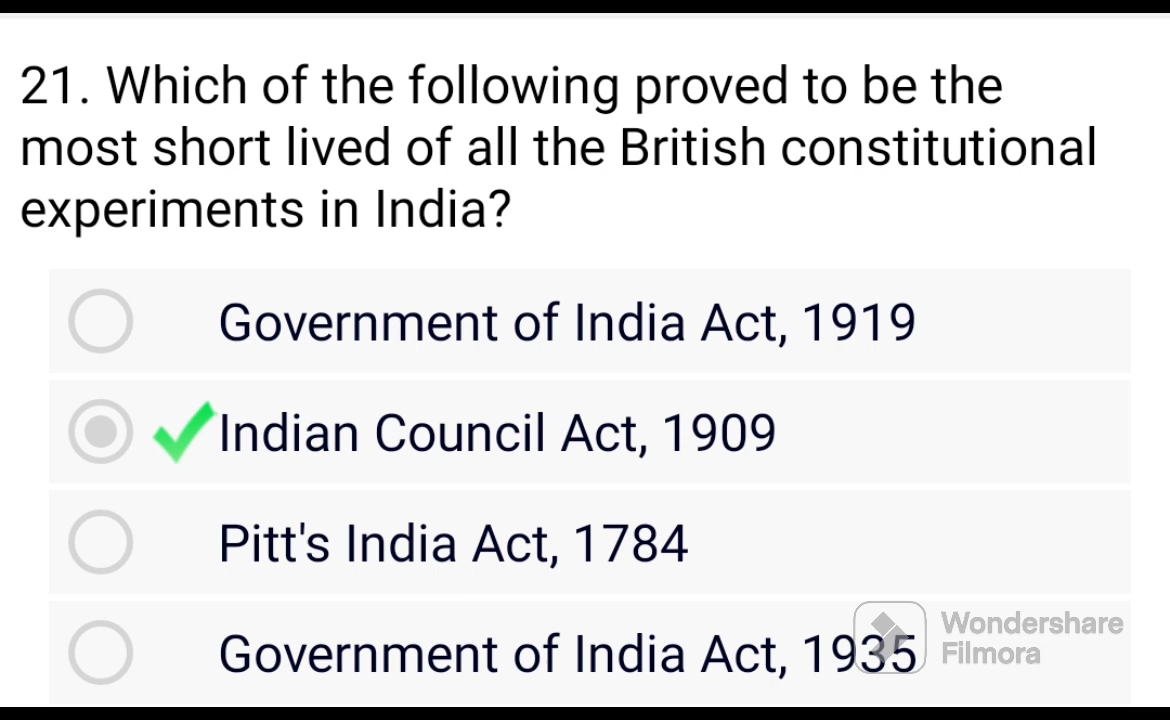 21. Which of the following proved to be the
most short lived of all the British constitutional
experiments in India?
Government of India Act, 1919
Indian Council Act, 1909
Pitt's India Act, 1784
Government of India Act, 1935
Wondershare
Filmora